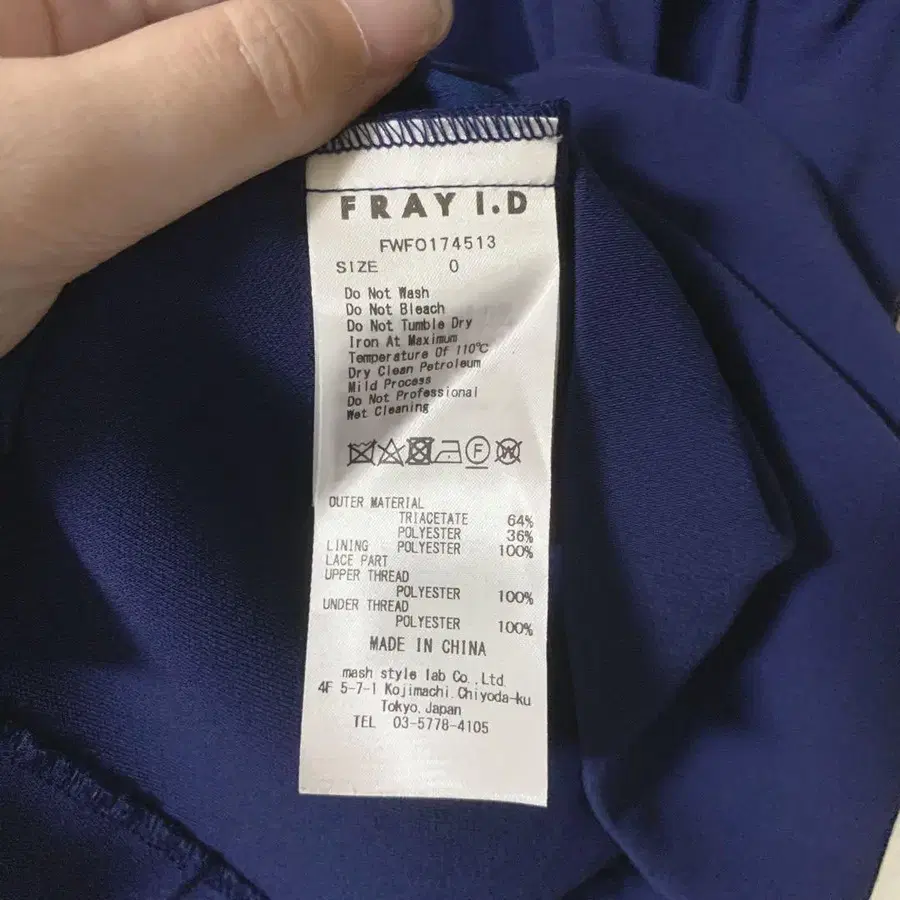 FRAY I.D
FWF0174513
SIZE 0
Do Not Wash
Do Not Bleach
Do Not Tumble Dry
Iron At Maximum
Temperature Of 110℃
Dry Clean Petroleum
Mild Process
Do Not Professional
Wet Cleaning
F W
OUTER MATERIAL
TRIACETATE 64%
POLYESTER 36%
LINING POLYESTER 100%
LACE PART
UPPER THREAD
POLYESTER 100%
UNDER THREAD
POLYESTER 100%
MADE IN CHINA
mash style lab Co.,Ltd.
4F 5-7-1 Kojimachi.Chiyoda-ku
Tokyo.Japan
TEL 03-5778-4105